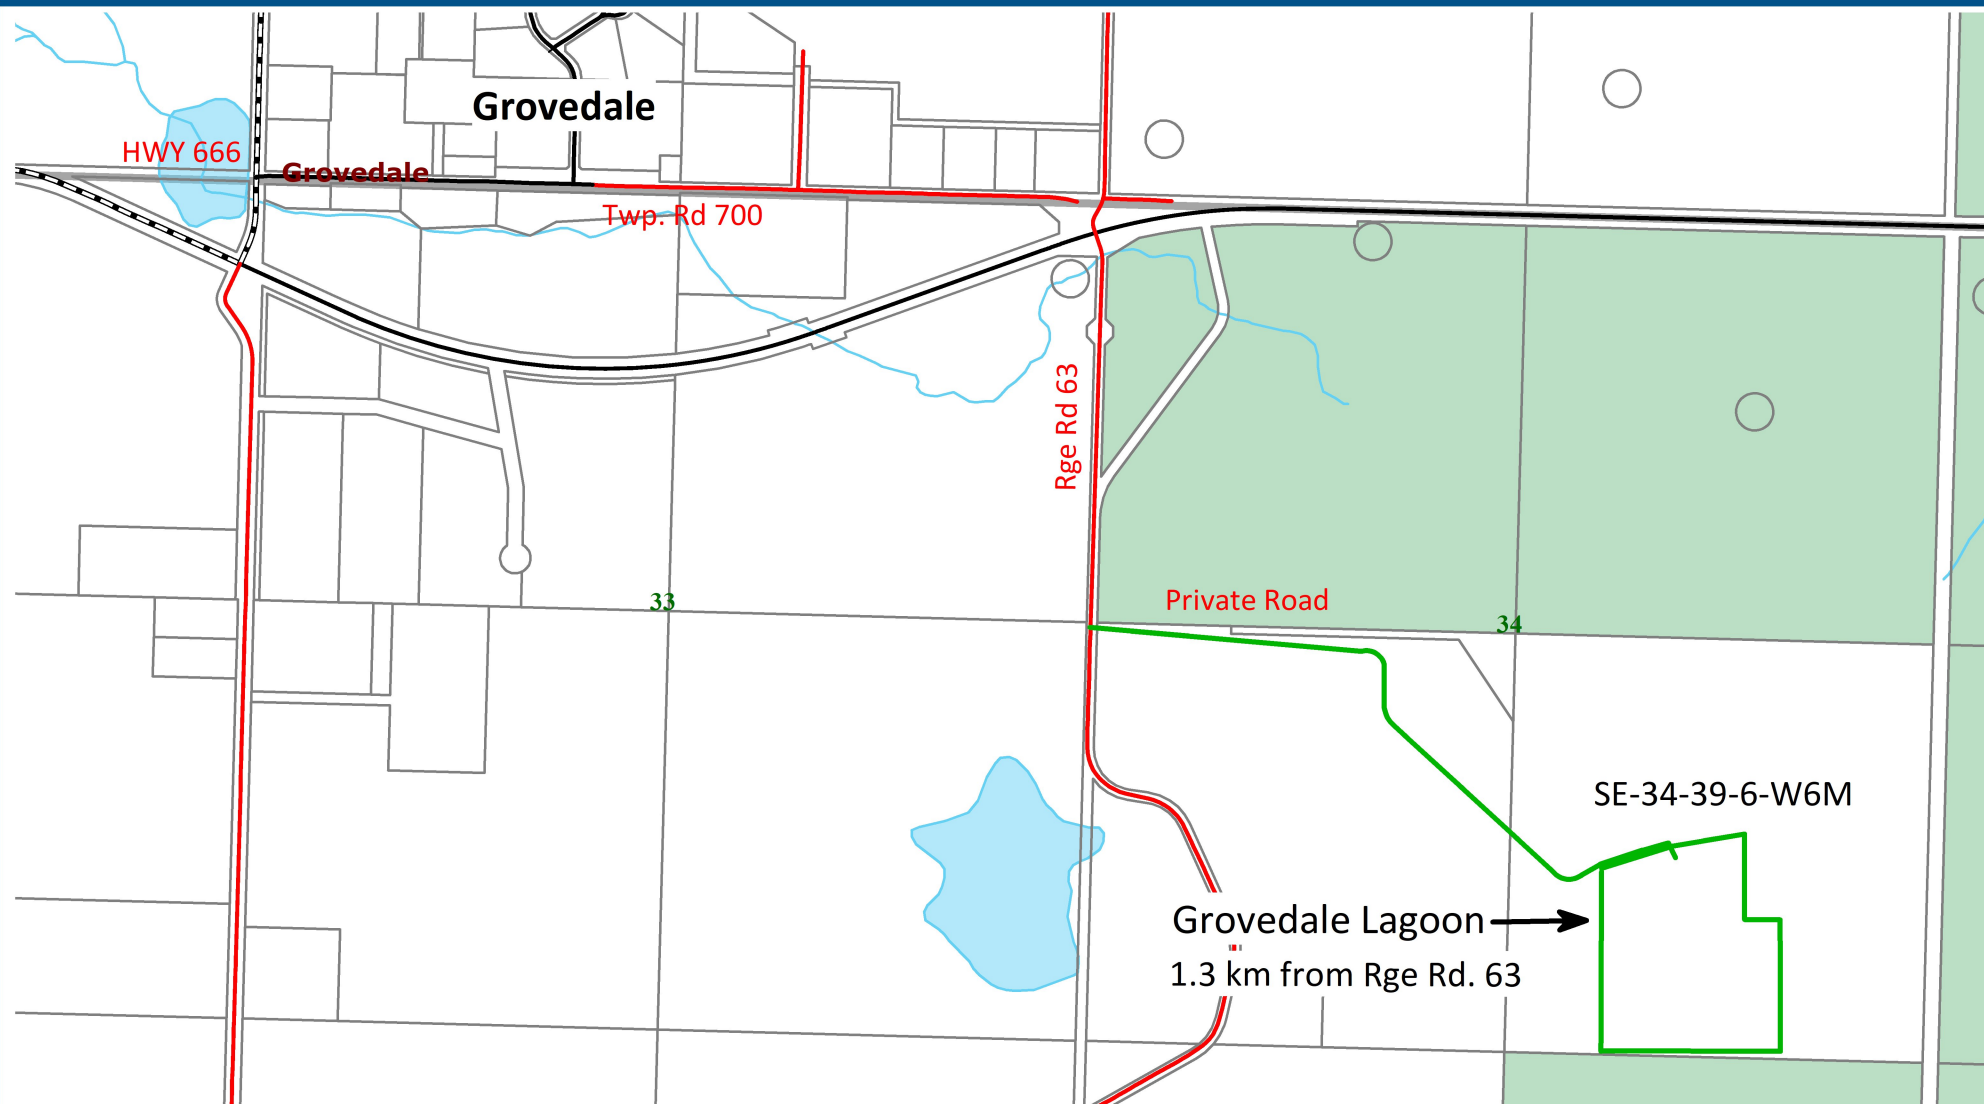 Grovedale
HWY 666
Grovedale
Twp. Rd 700
Rge Rd 63
33
Private Road
34
SE-34-39-6-W6M
Grovedale Lagoon
1.3 km from Rge Rd. 63